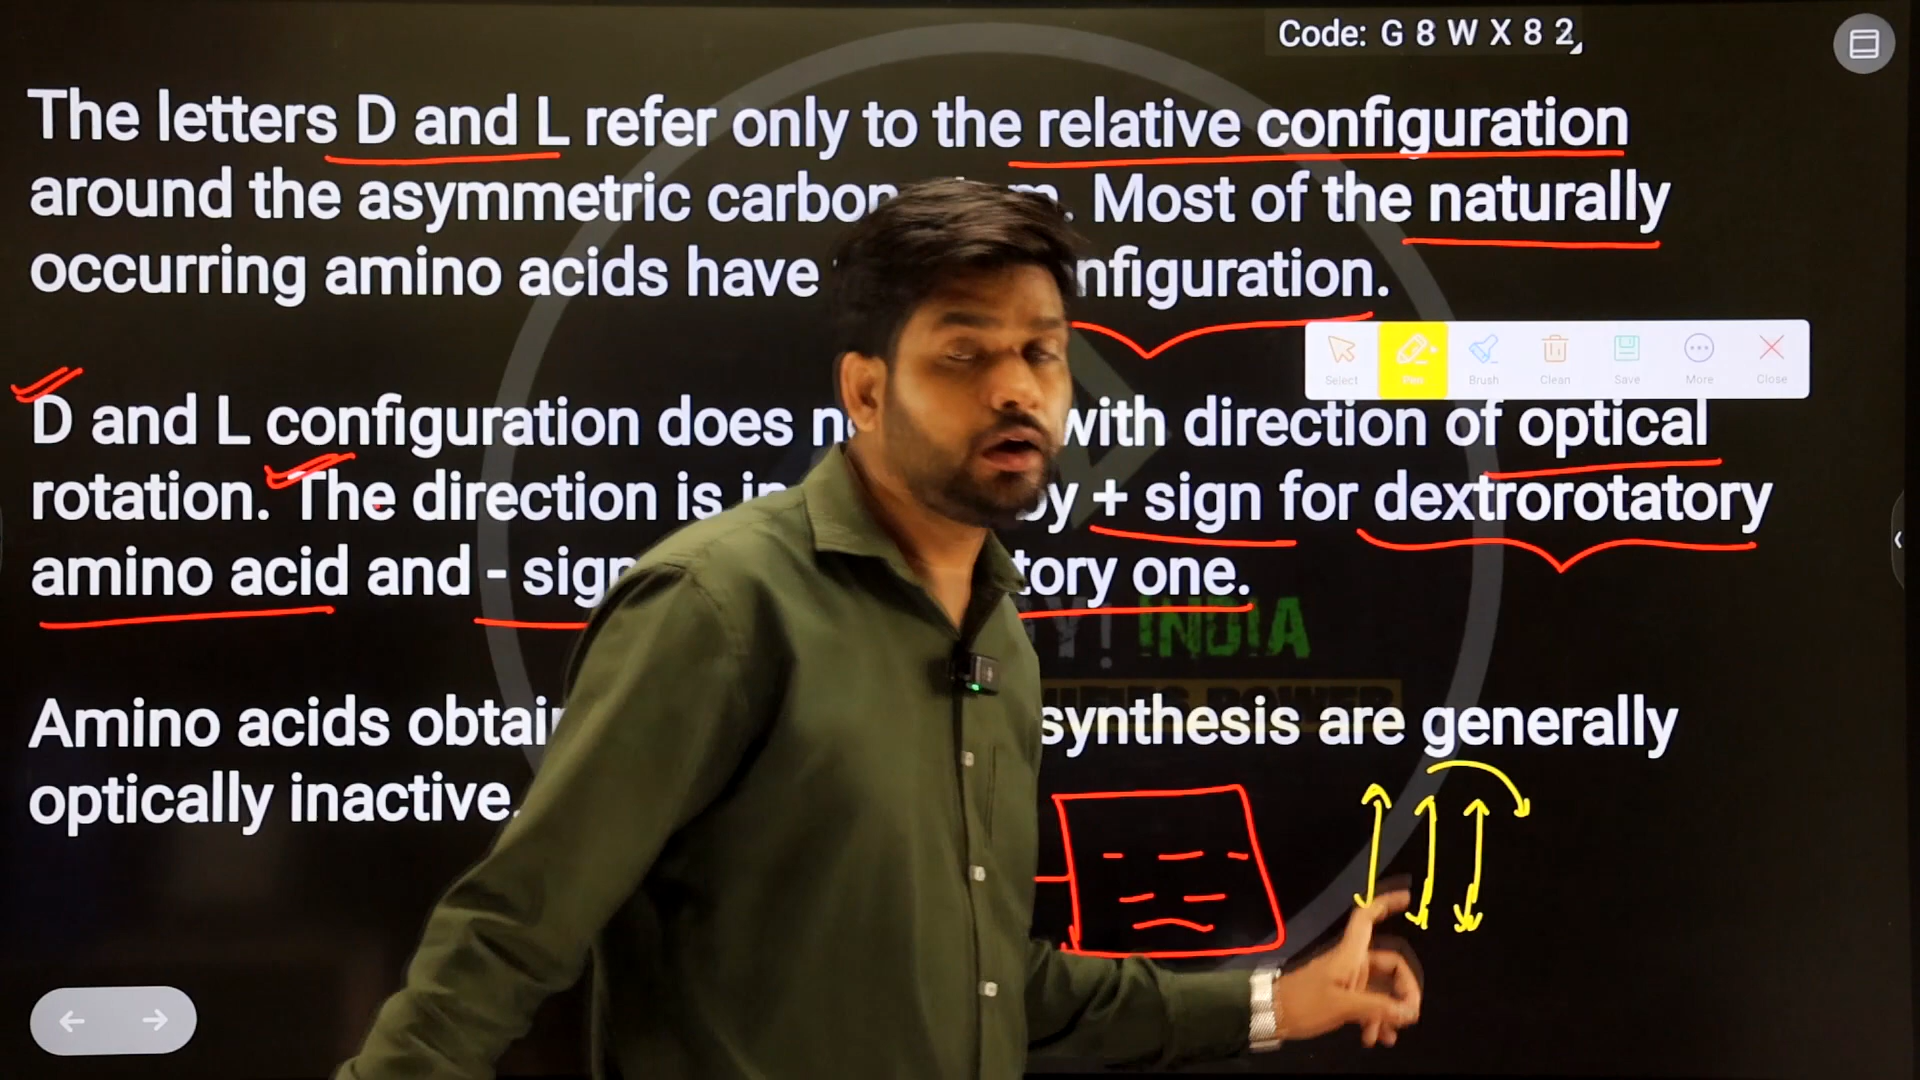 Code: G 8 W X 8 2
The letters D and L refer only to the relative configuration
around the asymmetric carbon . Most of the naturally
occurring amino acids have nfiguration.
Select
Pen
Brush
Clean
Save
More
Close
D and L configuration does with direction of optical
rotation. The direction is by + sign for dextrorotatory
amino acid and - sign tory one.
Y! INDIA
Amino acids obtai synthesis are generally
optically inactive.